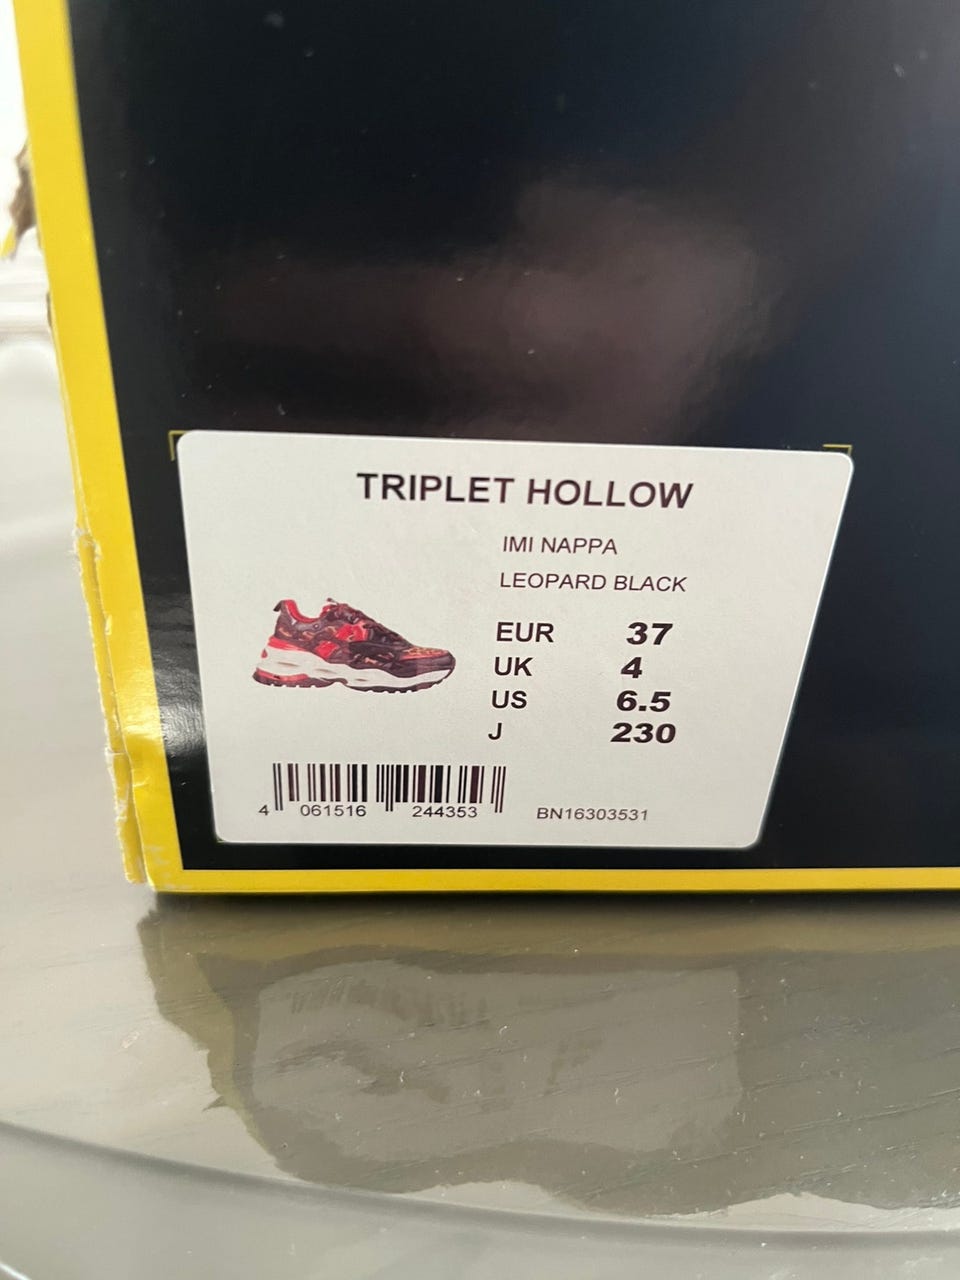 TRIPLET HOLLOW
IMI NAPPA
LEOPARD BLACK
EUR 37
UK 4
US 6.5
J 230
4 061516 244353
BN16303531